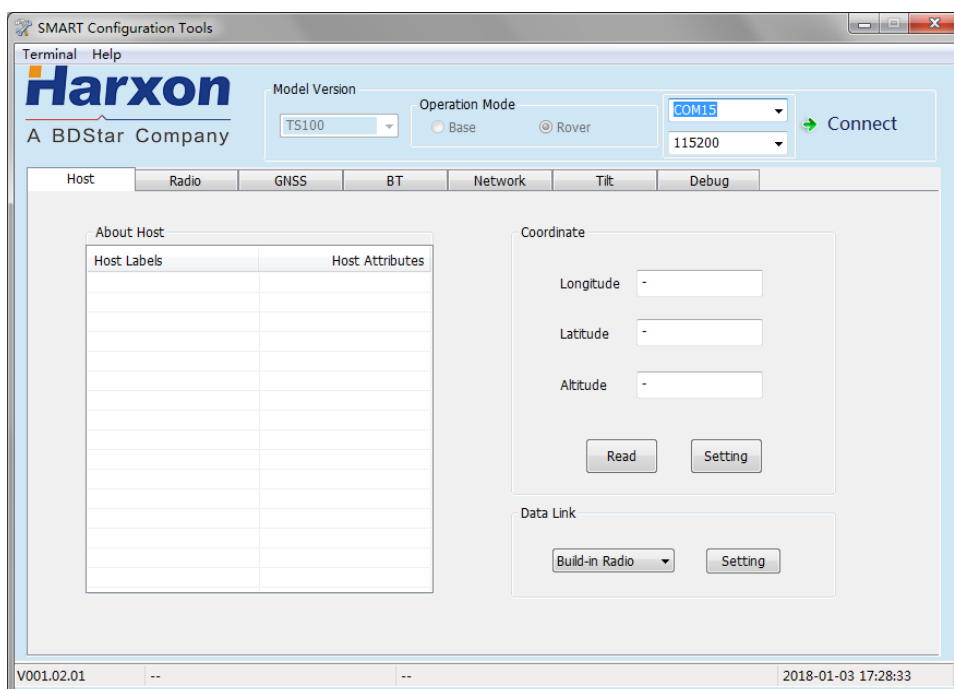 SMART Configuration Tools
Terminal Help
Harxon
A BDStar Company
Model Version
TS100
Operation Mode
Base
Rover
COM15
115200
Connect
Host Radio GNSS BT Network Tilt Debug
About Host
Host Labels Host Attributes
Coordinate
Longitude -
Latitude -
Altitude -
Read Setting
Data Link
Build-in Radio Setting
V001.02.01 -- -- 2018-01-03 17:28:33